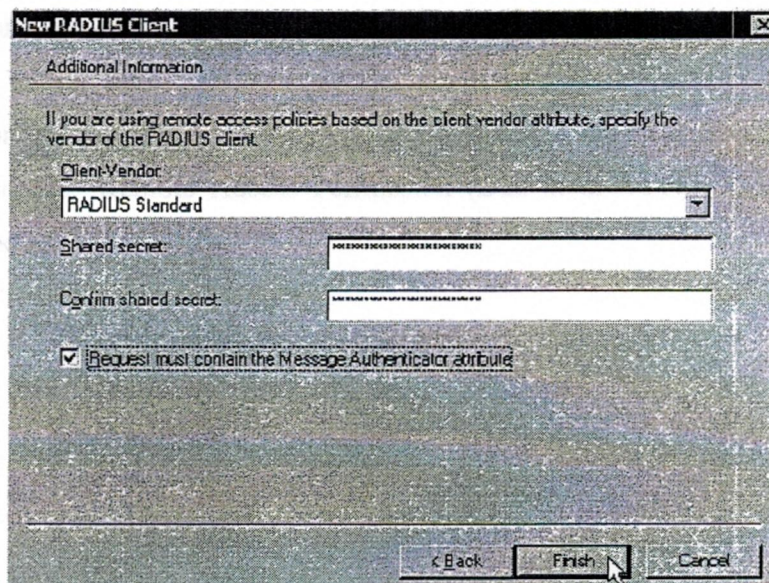 New RADIUS Client
Additional Information
If you are using remote access policies based on the client vendor attribute, specify the
vendor of the RADIUS client.
Client-Vendor:
RADIUS Standard
Shared secret:
Confirm shared secret:
Request must contain the Message Authenticator attribute
< Back
Finish
Cancel